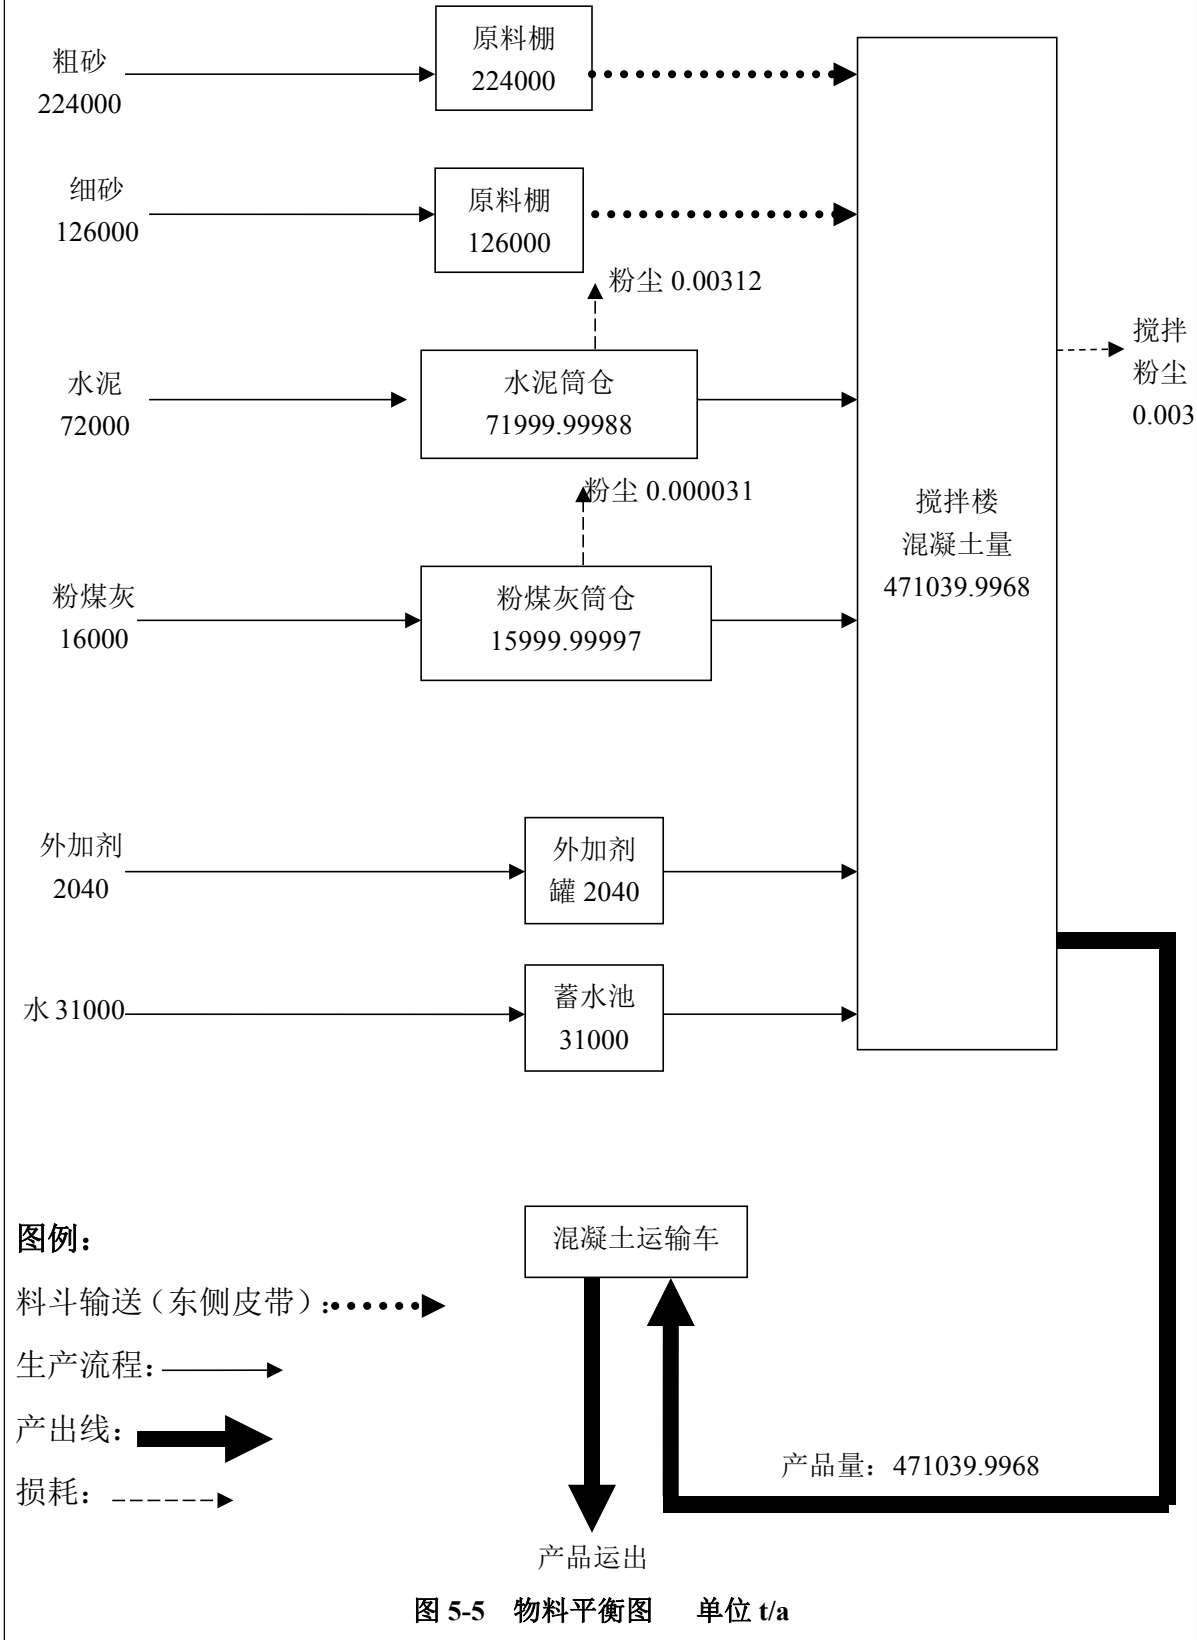 粗砂
224000
原料棚
224000
细砂
126000
原料棚
126000
粉尘 0.00312
水泥
72000
水泥筒仓
71999.99988
搅拌
粉尘
0.003
粉尘 0.000031
粉煤灰
16000
粉煤灰筒仓
15999.99997
搅拌楼
混凝土量
471039.9968
外加剂
2040
外加剂
罐 2040
水 31000
蓄水池
31000
混凝土运输车
图例：
料斗输送（东侧皮带）:
生产流程:
产出线：
损耗：
产品量：471039.9968
产品运出
图 5-5 物料平衡图 单位 t/a